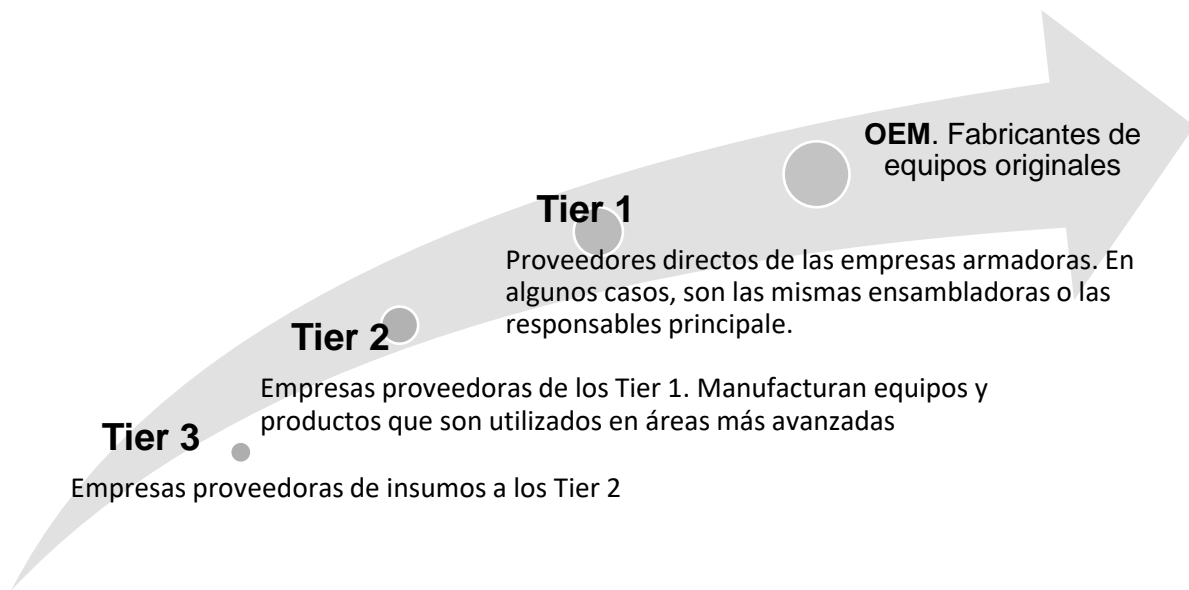 OEM. Fabricantes de
equipos originales
Tier 1
Proveedores directos de las empresas armadoras. En
algunos casos, son las mismas ensambladoras o las
responsables principale.
Tier 2
Empresas proveedoras de los Tier 1. Manufacturan equipos y
productos que son utilizados en áreas más avanzadas
Tier 3
Empresas proveedoras de insumos a los Tier 2